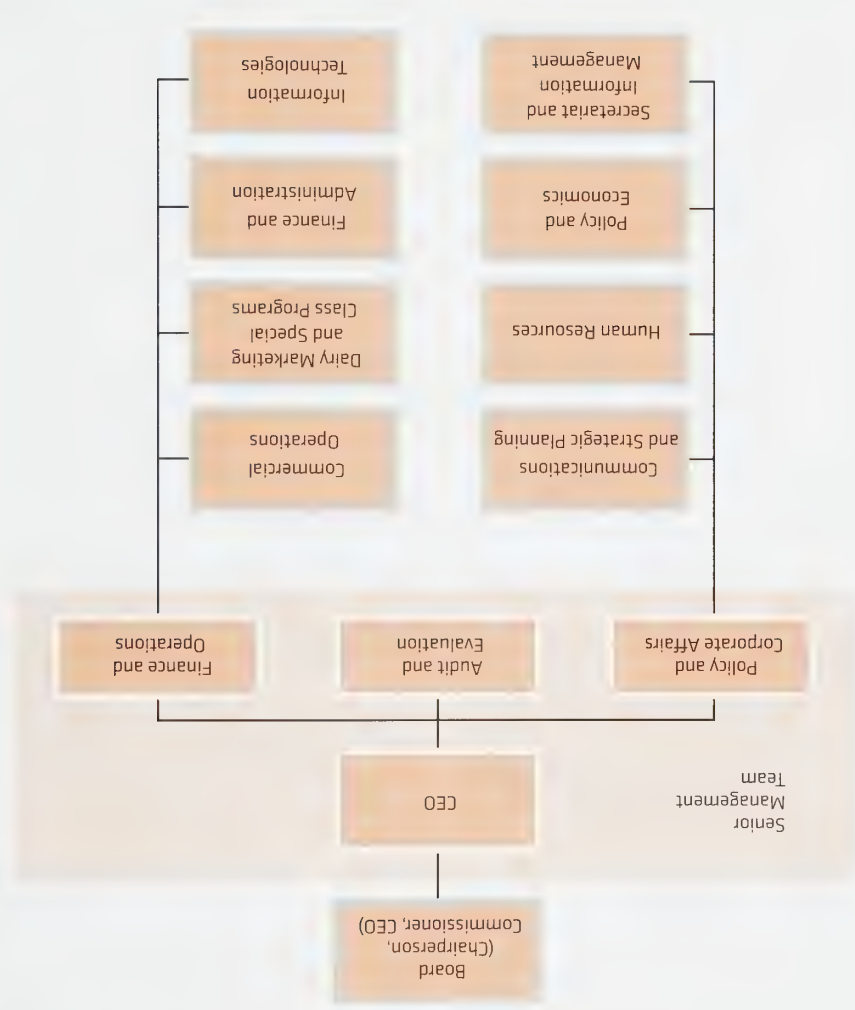 Board
(Chairperson,
Commissioner, CEO)
Senior
Management
Team
CEO
Policy and
Corporate Affairs
Audit and
Evaluation
Finance and
Operations
Communications
and Strategic Planning
Commercial
Operations
Human Resources
Dairy Marketing
and Special
Class Programs
Policy and
Economics
Finance and
Administration
Secretariat and
Information
Management
Information
Technologies